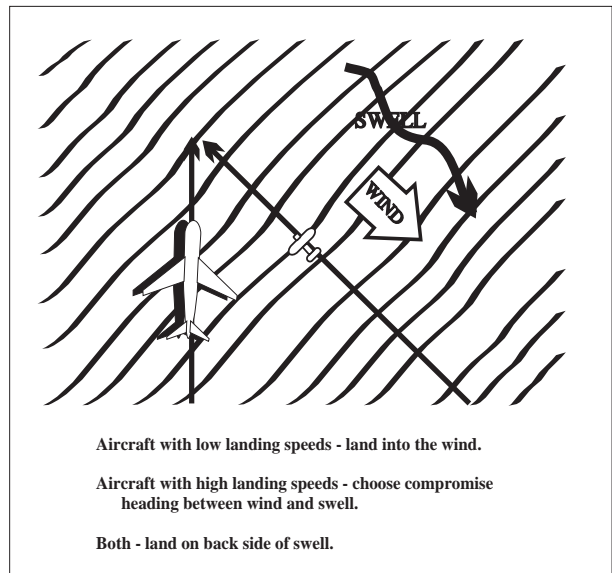 SWELL
WIND
Aircraft with low landing speeds - land into the wind.
Aircraft with high landing speeds - choose compromise
heading between wind and swell.
Both - land on back side of swell.